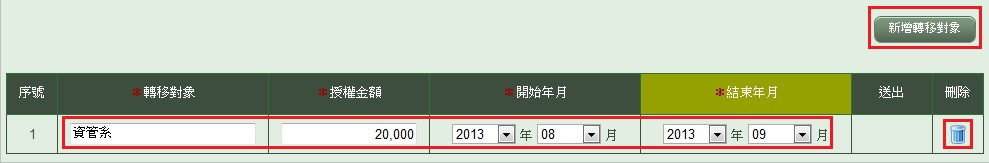 新增轉移對象
序號 *轉移對象 *授權金額 *開始年月 *結束年月 送出 刪除
1 資管系 20,000 2013 年 08 月 2013 年 09 月